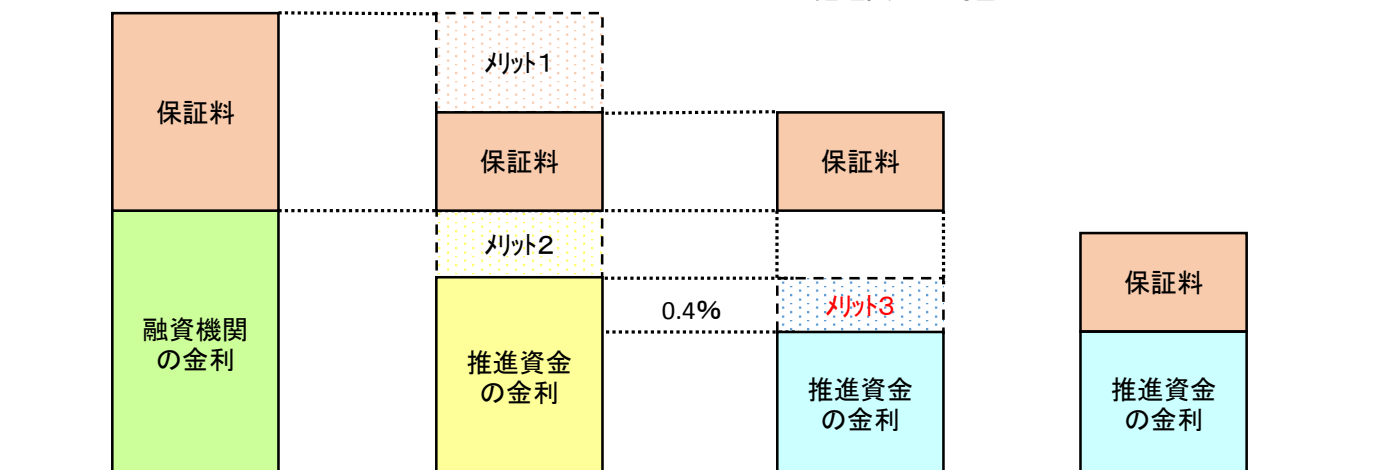 メリット1
保証料
保証料
保証料
メリット2
保証料
0.4%
メリット3
融資機関
の金利
推進資金
の金利
推進資金
の金利
推進資金
の金利